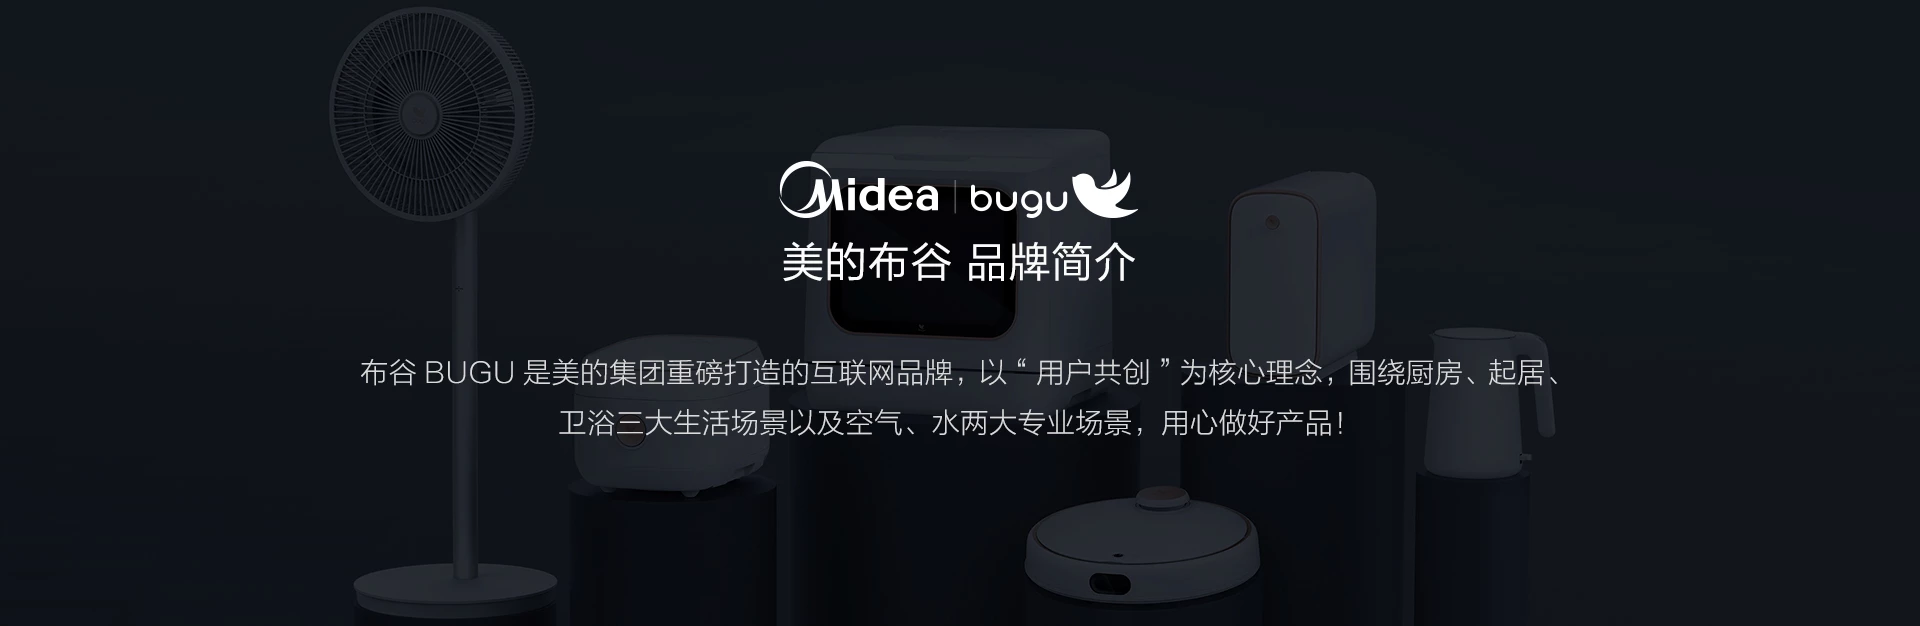 Midea | bugu
美的布谷 品牌简介
布谷 BUGU 是美的集团重磅打造的互联网品牌，以“用户共创”为核心理念，围绕厨房、起居、
卫浴三大生活场景以及空气、水两大专业场景，用心做好产品！